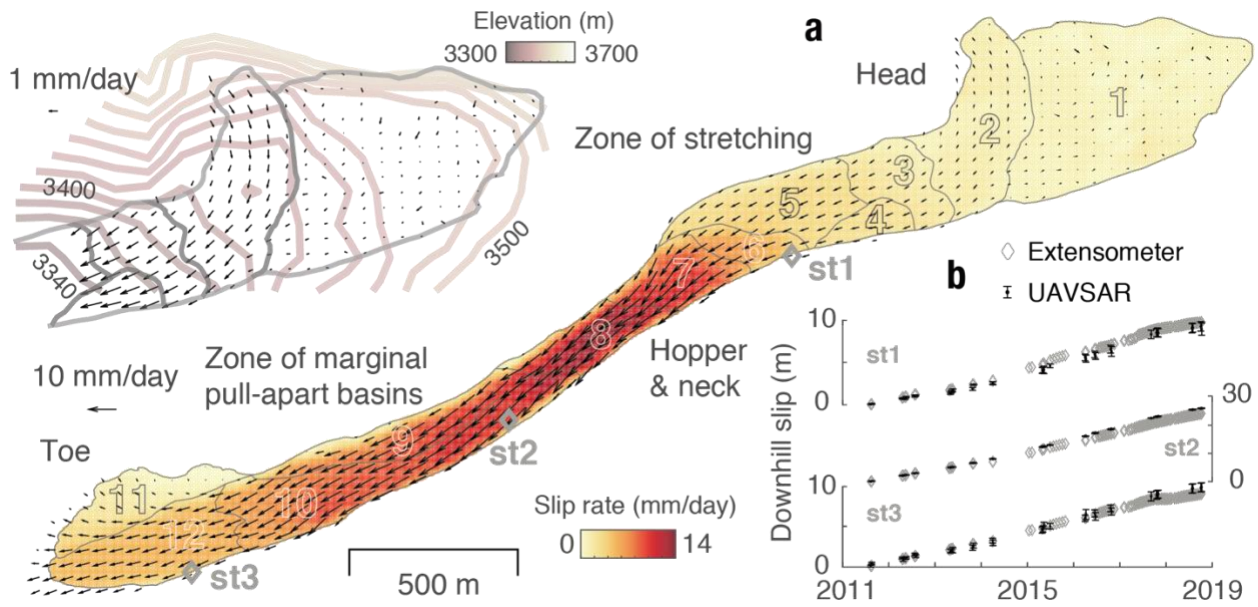 Elevation (m)
3300 3700
a
1 mm/day
Head
1
Zone of stretching
2
3
3400
5
4
3500
3340
6
7
st1
Extensometer
b
UAVSAR
8
10
Zone of marginal
pull-apart basins
Hopper
& neck
st1
10 mm/day
0
30
9
st2
Toe
st2
0
11
10
Slip rate (mm/day)
10
12
0 14
st3
st3
500 m
0
2011 2015 2019
Downhill slip (m)